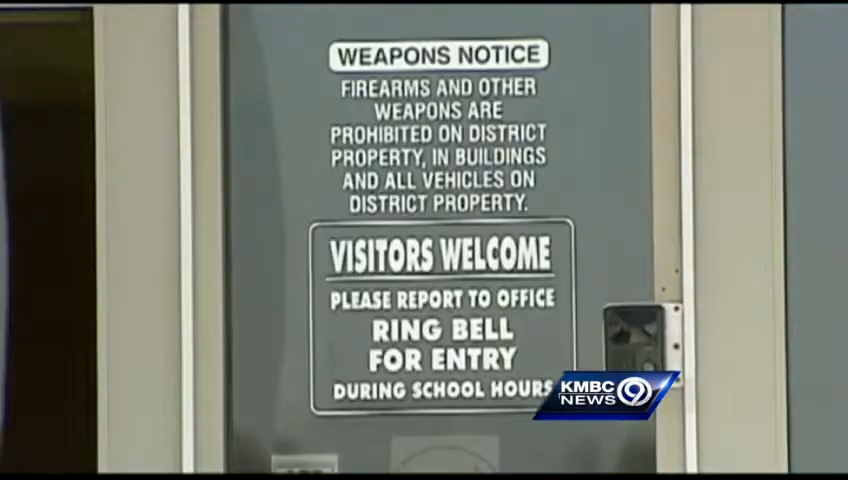 WEAPONS NOTICE
FIREARMS AND OTHER
WEAPONS ARE
PROHIBITED ON DISTRICT
PROPERTY, IN BUILDINGS
AND ALL VEHICLES ON
DISTRICT PROPERTY.
VISITORS WELCOME
PLEASE REPORT TO OFFICE
RING BELL
FOR ENTRY
DURING SCHOOL HOURS
KMBC
NEWS 9